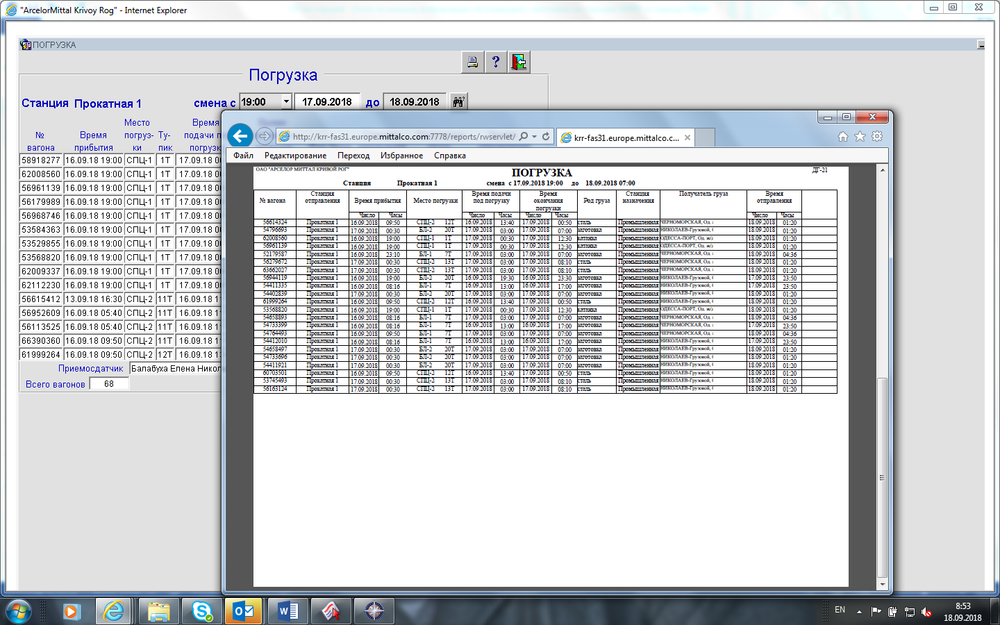 "ArcelorMittal Krivoy Rog" - Internet Explorer
ПОГРУЗКА
Погрузка
Станция Прокатная 1 смена с 19:00 17.09.2018 до 18.09.2018
№ вагона Время прибытия Место погруз-ки Ту-пик Время подачи п погрузк
58918277 16.09.18 19:00 СПЦ-1 1Т 17.09.18 0
62008560 16.09.18 19:00 СПЦ-1 1Т 17.09.18 0
56961139 16.09.18 19:00 СПЦ-1 1Т 17.09.18 0
56179989 16.09.18 19:00 СПЦ-1 1Т 17.09.18 0
56968746 16.09.18 19:00 СПЦ-1 1Т 17.09.18 0
53584363 16.09.18 19:00 СПЦ-1 1Т 17.09.18 0
53529855 16.09.18 19:00 СПЦ-1 1Т 17.09.18 0
53568820 16.09.18 19:00 СПЦ-1 1Т 17.09.18 0
62009337 16.09.18 19:00 СПЦ-1 1Т 17.09.18 0
62112230 16.09.18 19:00 СПЦ-1 1Т 17.09.18 0
56615412 13.09.18 16:30 СПЦ-2 11Т 16.09.18 1
56952609 16.09.18 05:40 СПЦ-2 11Т 16.09.18 1
56113525 16.09.18 05:40 СПЦ-2 11Т 16.09.18 1
66390360 16.09.18 09:50 СПЦ-2 11Т 16.09.18 1
61999264 16.09.18 09:50 СПЦ-2 12Т 16.09.18 1
Приемосдатчик Балабуха Елена Никол
Всего вагонов 68
http://krr-fas31.europe.mittalco.com:7778/reports/rwservlet/ krr-fas31.europe.mittalco.c...
Файл Редактирование Переход Избранное Справка
ОАО "АРСЕЛОР МИТТАЛ КРИВОЙ РОГ" ПОГРУЗКА ДГ-21
Станция Прокатная 1 смена с 17.09.2018 19:00 до 18.09.2018 07:00
№ вагона Станция отправления Время прибытия Место погрузки Время подачи под погрузку Время окончания погрузки Род груза Станция назначения Получатель груза Время отправления
Число Часы Число Часы Число Часы Число Часы
56614324 Прокатная 1 16.09.2018 09:50 СПЦ-2 12Т 16.09.2018 13:40 17.09.2018 00:50 сталь Промышленная ЧЕРНОМОРСКАЯ, Од. 18.09.2018 01:20
54796693 Прокатная 1 17.09.2018 00:30 БЛ-2 20Т 17.09.2018 03:00 17.09.2018 07:00 заготовка Промышленная НИКОЛАЕВ-Грузовой, 18.09.2018 01:20
62008560 Прокатная 1 16.09.2018 19:00 СПЦ-1 1Т 17.09.2018 00:30 17.09.2018 12:30 катанка Промышленная ОДЕССА-ПОРТ, Од. ж/д 18.09.2018 01:20
56961139 Прокатная 1 16.09.2018 19:00 СПЦ-1 1Т 17.09.2018 00:30 17.09.2018 12:30 катанка Промышленная ОДЕССА-ПОРТ, Од. ж/д 18.09.2018 01:20
52179587 Прокатная 1 16.09.2018 23:10 БЛ-1 7Т 17.09.2018 03:00 17.09.2018 07:00 заготовка Промышленная ЧЕРНОМОРСКАЯ, Од. 18.09.2018 04:36
56279672 Прокатная 1 17.09.2018 00:30 СПЦ-2 13Т 17.09.2018 03:00 17.09.2018 08:10 сталь Промышленная ЧЕРНОМОРСКАЯ, Од. 18.09.2018 01:20
63662027 Прокатная 1 17.09.2018 00:30 СПЦ-2 13Т 17.09.2018 03:00 17.09.2018 08:10 сталь Промышленная ЧЕРНОМОРСКАЯ, Од. 18.09.2018 01:20
56944119 Прокатная 1 16.09.2018 19:00 БЛ-2 20Т 16.09.2018 19:30 16.09.2018 23:30 заготовка Промышленная НИКОЛАЕВ-Грузовой, 17.09.2018 23:50
54411335 Прокатная 1 16.09.2018 08:16 БЛ-1 7Т 16.09.2018 13:00 16.09.2018 17:00 заготовка Промышленная НИКОЛАЕВ-Грузовой, 17.09.2018 23:50
54402839 Прокатная 1 17.09.2018 00:30 БЛ-2 20Т 17.09.2018 03:00 17.09.2018 07:00 заготовка Промышленная НИКОЛАЕВ-Грузовой, 18.09.2018 01:20
61999264 Прокатная 1 16.09.2018 09:50 СПЦ-2 12Т 16.09.2018 13:40 17.09.2018 00:50 сталь Промышленная НИКОЛАЕВ-Грузовой, 18.09.2018 01:20
53568820 Прокатная 1 16.09.2018 19:00 СПЦ-1 1Т 17.09.2018 00:30 17.09.2018 12:30 катанка Промышленная ОДЕССА-ПОРТ, Од. ж/д 18.09.2018 01:20
54658893 Прокатная 1 16.09.2018 08:16 БЛ-1 7Т 17.09.2018 03:00 17.09.2018 07:00 заготовка Промышленная ЧЕРНОМОРСКАЯ, Од. 18.09.2018 04:36
54733399 Прокатная 1 16.09.2018 08:16 БЛ-1 7Т 16.09.2018 13:00 16.09.2018 17:00 заготовка Промышленная ЧЕРНОМОРСКАЯ, Од. 17.09.2018 23:50
54764493 Прокатная 1 16.09.2018 09:50 БЛ-1 7Т 17.09.2018 03:00 17.09.2018 07:00 заготовка Промышленная ЧЕРНОМОРСКАЯ, Од. 18.09.2018 04:36
54412010 Прокатная 1 16.09.2018 08:16 БЛ-1 7Т 16.09.2018 13:00 16.09.2018 17:00 заготовка Промышленная НИКОЛАЕВ-Грузовой, 17.09.2018 23:50
54658497 Прокатная 1 17.09.2018 00:30 БЛ-2 20Т 17.09.2018 03:00 17.09.2018 07:00 заготовка Промышленная НИКОЛАЕВ-Грузовой, 18.09.2018 01:20
54733696 Прокатная 1 17.09.2018 00:30 БЛ-2 20Т 17.09.2018 03:00 17.09.2018 07:00 заготовка Промышленная НИКОЛАЕВ-Грузовой, 18.09.2018 01:20
54411921 Прокатная 1 17.09.2018 00:30 БЛ-2 20Т 17.09.2018 03:00 17.09.2018 07:00 заготовка Промышленная НИКОЛАЕВ-Грузовой, 18.09.2018 01:20
60703501 Прокатная 1 16.09.2018 09:50 СПЦ-2 12Т 16.09.2018 13:40 17.09.2018 00:50 сталь Промышленная НИКОЛАЕВ-Грузовой, 18.09.2018 01:20
53745493 Прокатная 1 17.09.2018 00:30 СПЦ-2 13Т 17.09.2018 03:00 17.09.2018 08:10 сталь Промышленная НИКОЛАЕВ-Грузовой, 18.09.2018 01:20
56163124 Прокатная 1 17.09.2018 00:30 СПЦ-2 13Т 17.09.2018 03:00 17.09.2018 08:10 сталь Промышленная НИКОЛАЕВ-Грузовой, 18.09.2018 01:20
EN 8:53
18.09.2018